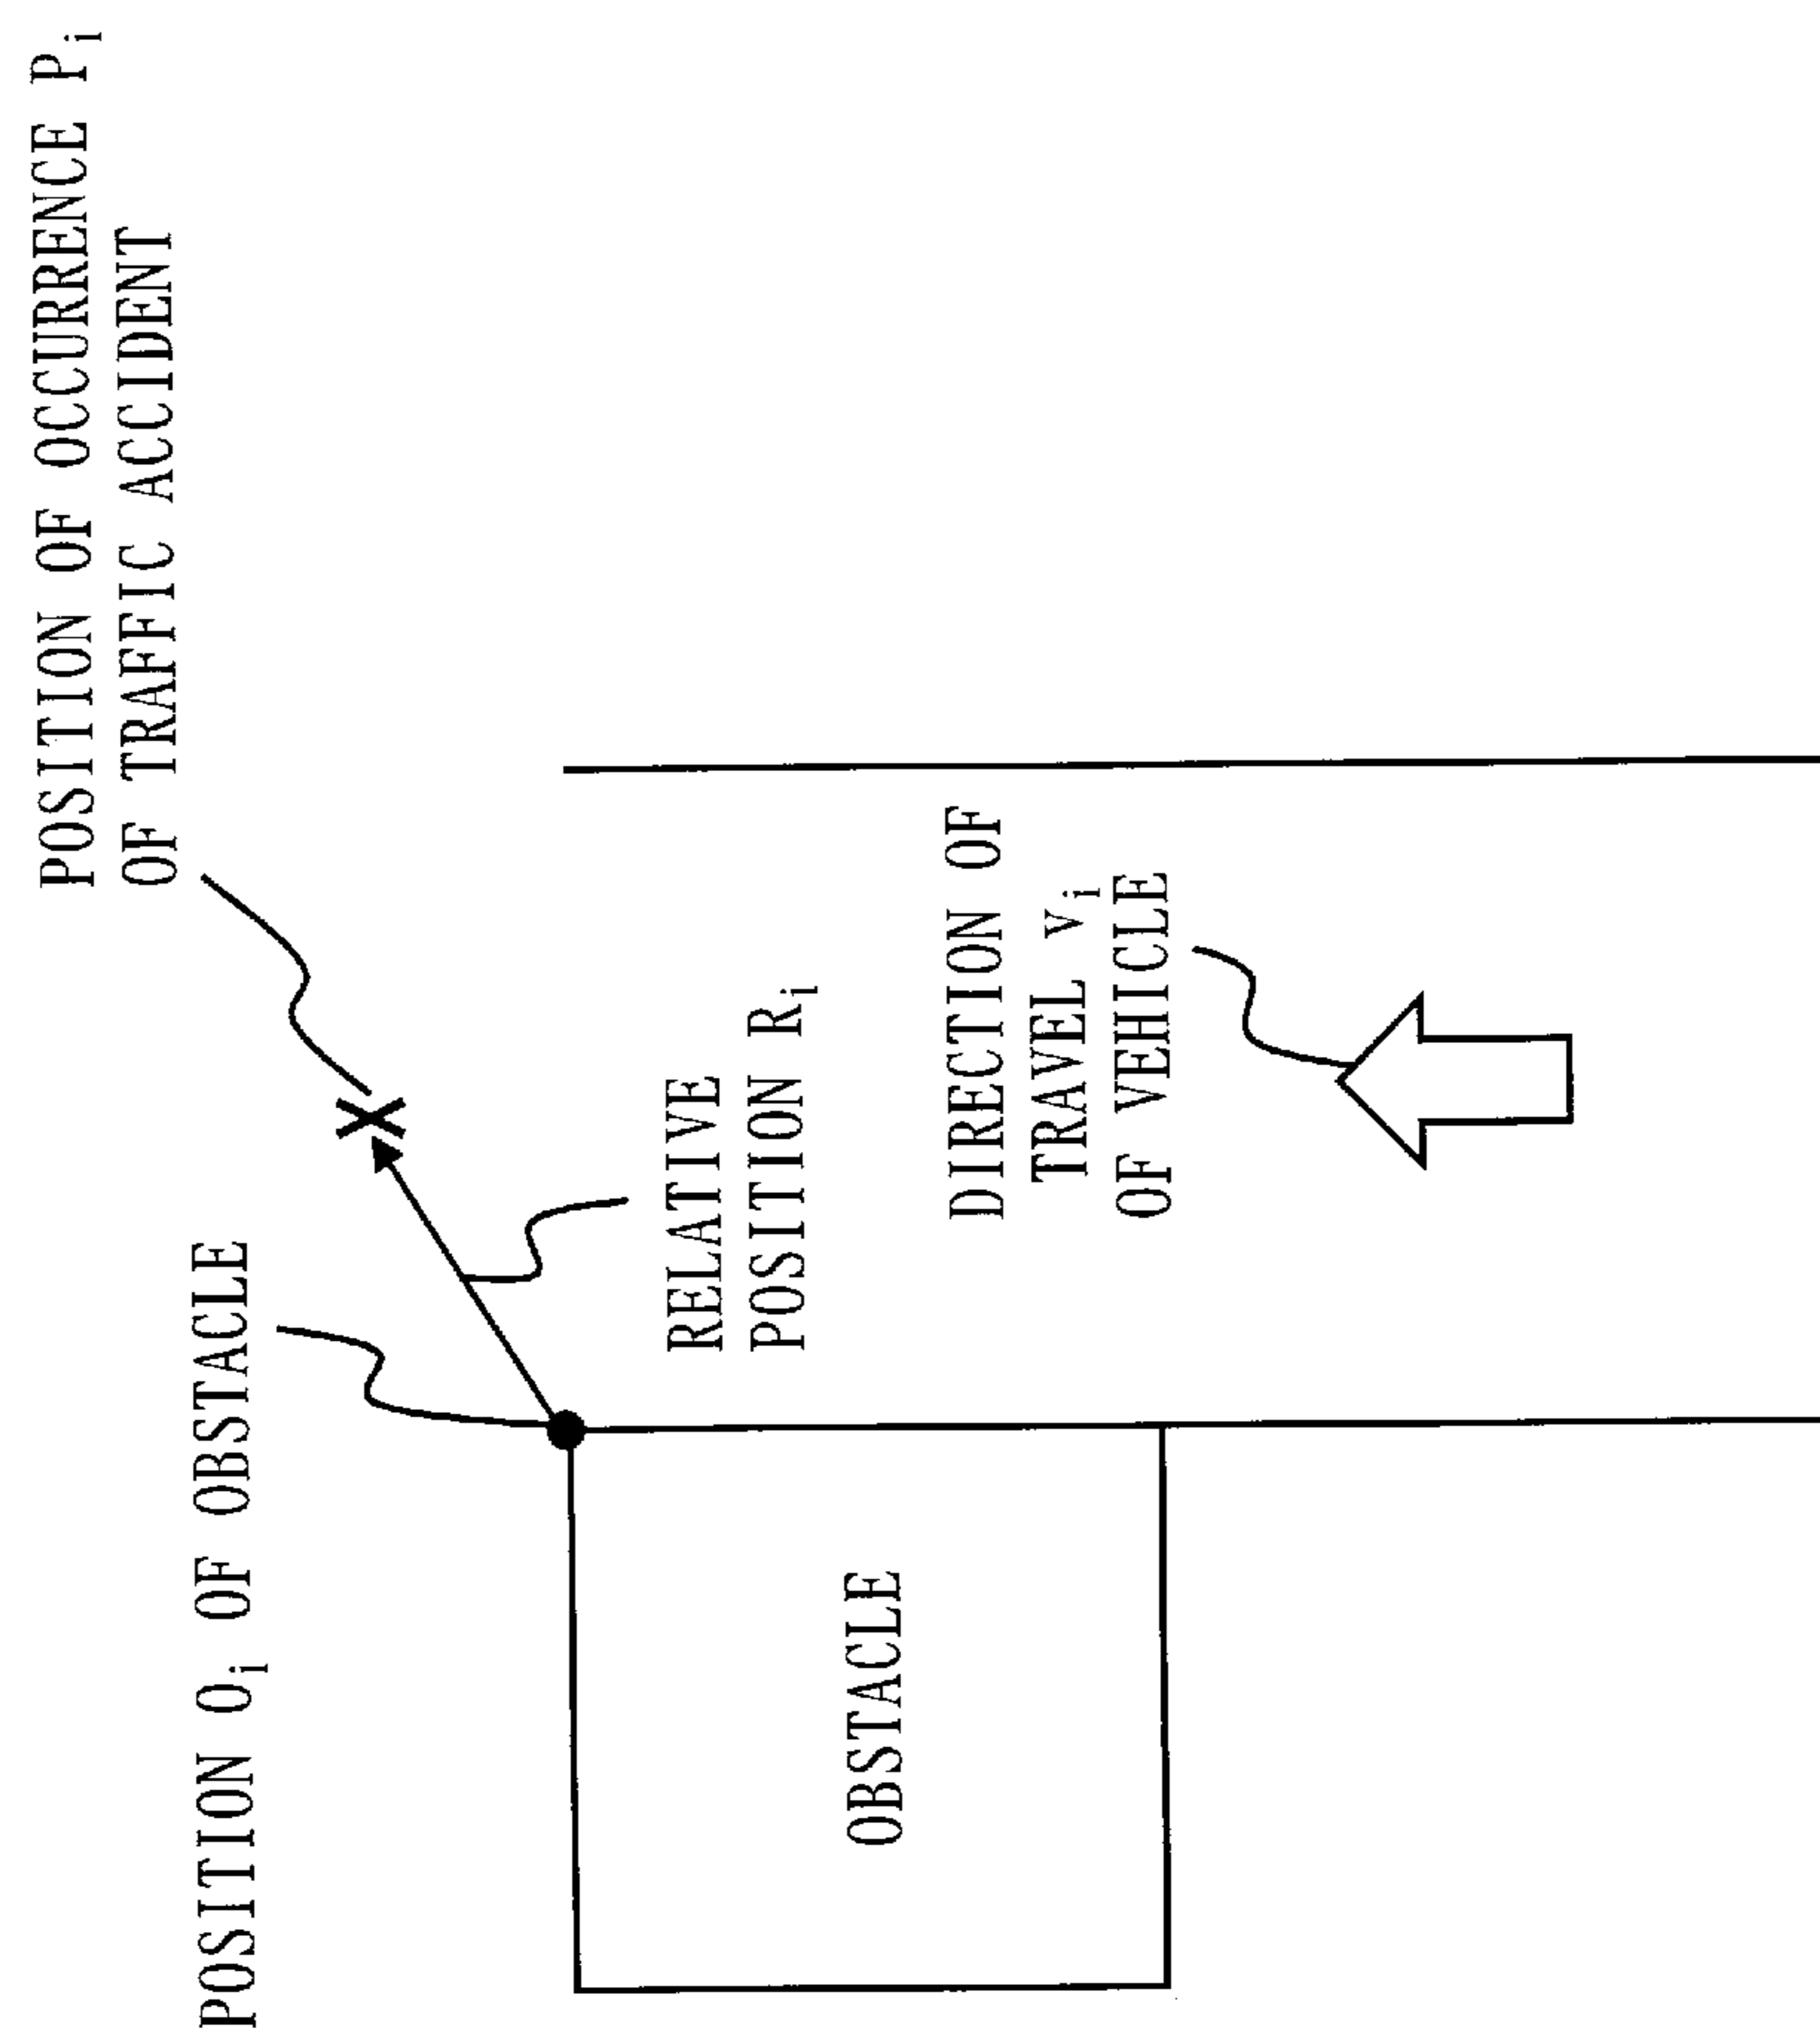 POSITION OF OCCURRENCE Pi
OF TRAFFIC ACCIDENT
POSITION Oi OF OBSTACLE
RELATIVE
POSITION Ri
OBSTACLE
DIRECTION OF
TRAVEL vi
OF VEHICLE